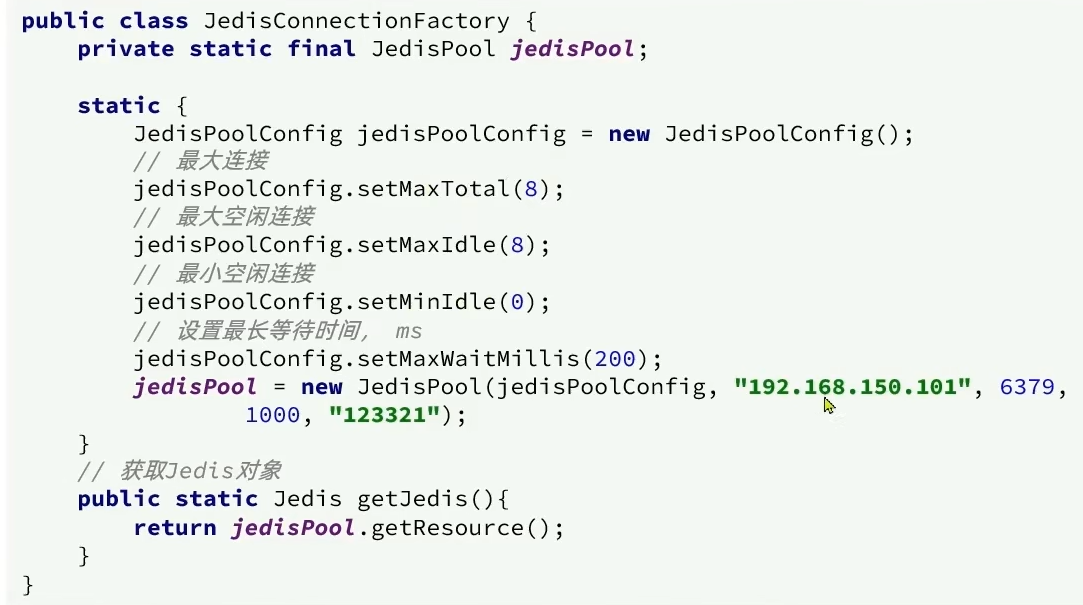 public class JedisConnectionFactory {
    private static final JedisPool jedisPool;

    static {
        JedisPoolConfig jedisPoolConfig = new JedisPoolConfig();
        // 最大连接
        jedisPoolConfig.setMaxTotal(8);
        // 最大空闲连接
        jedisPoolConfig.setMaxIdle(8);
        // 最小空闲连接
        jedisPoolConfig.setMinIdle(0);
        // 设置最长等待时间， ms
        jedisPoolConfig.setMaxWaitMillis(200);
        jedisPool = new JedisPool(jedisPoolConfig, "192.168.150.101", 6379,
                1000, "123321");
    }
    // 获取Jedis对象
    public static Jedis getJedis(){
        return jedisPool.getResource();
    }
}